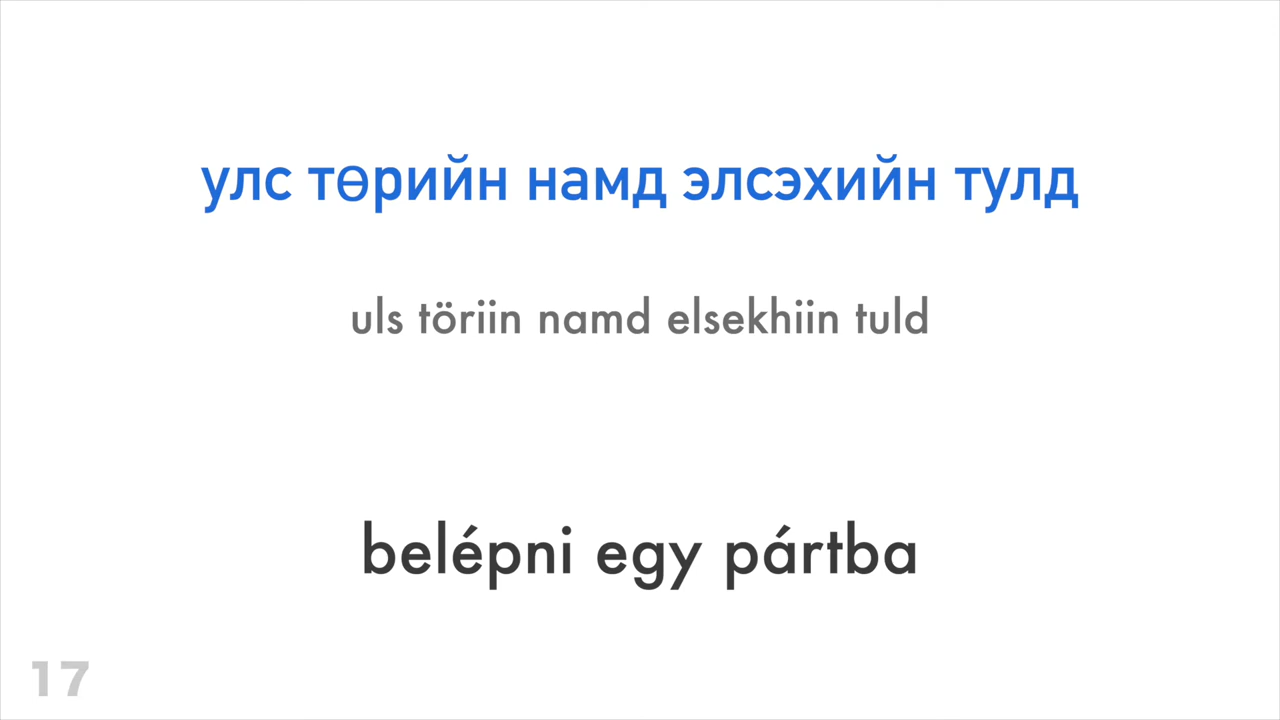 улс төрийн намд элсэхийн тулд
uls töriin namd elsekhiin tuld
belépni egy pártba
17